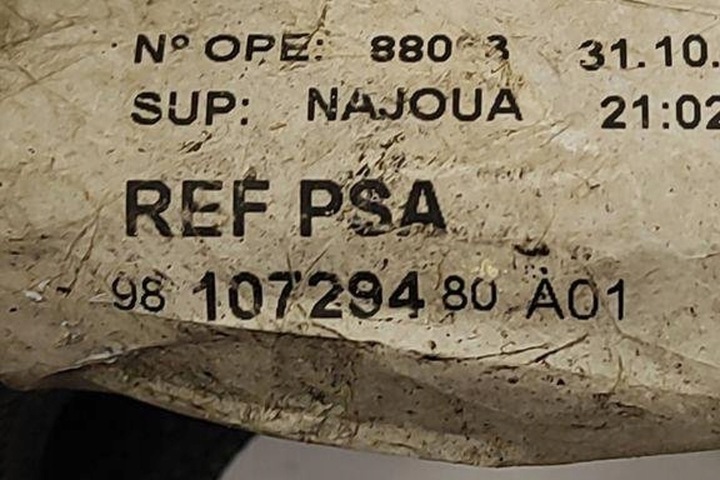 Nº OPE: 31.10.
SUP: NAJOUA 21:02
REF PSA
98 107294 80 A01